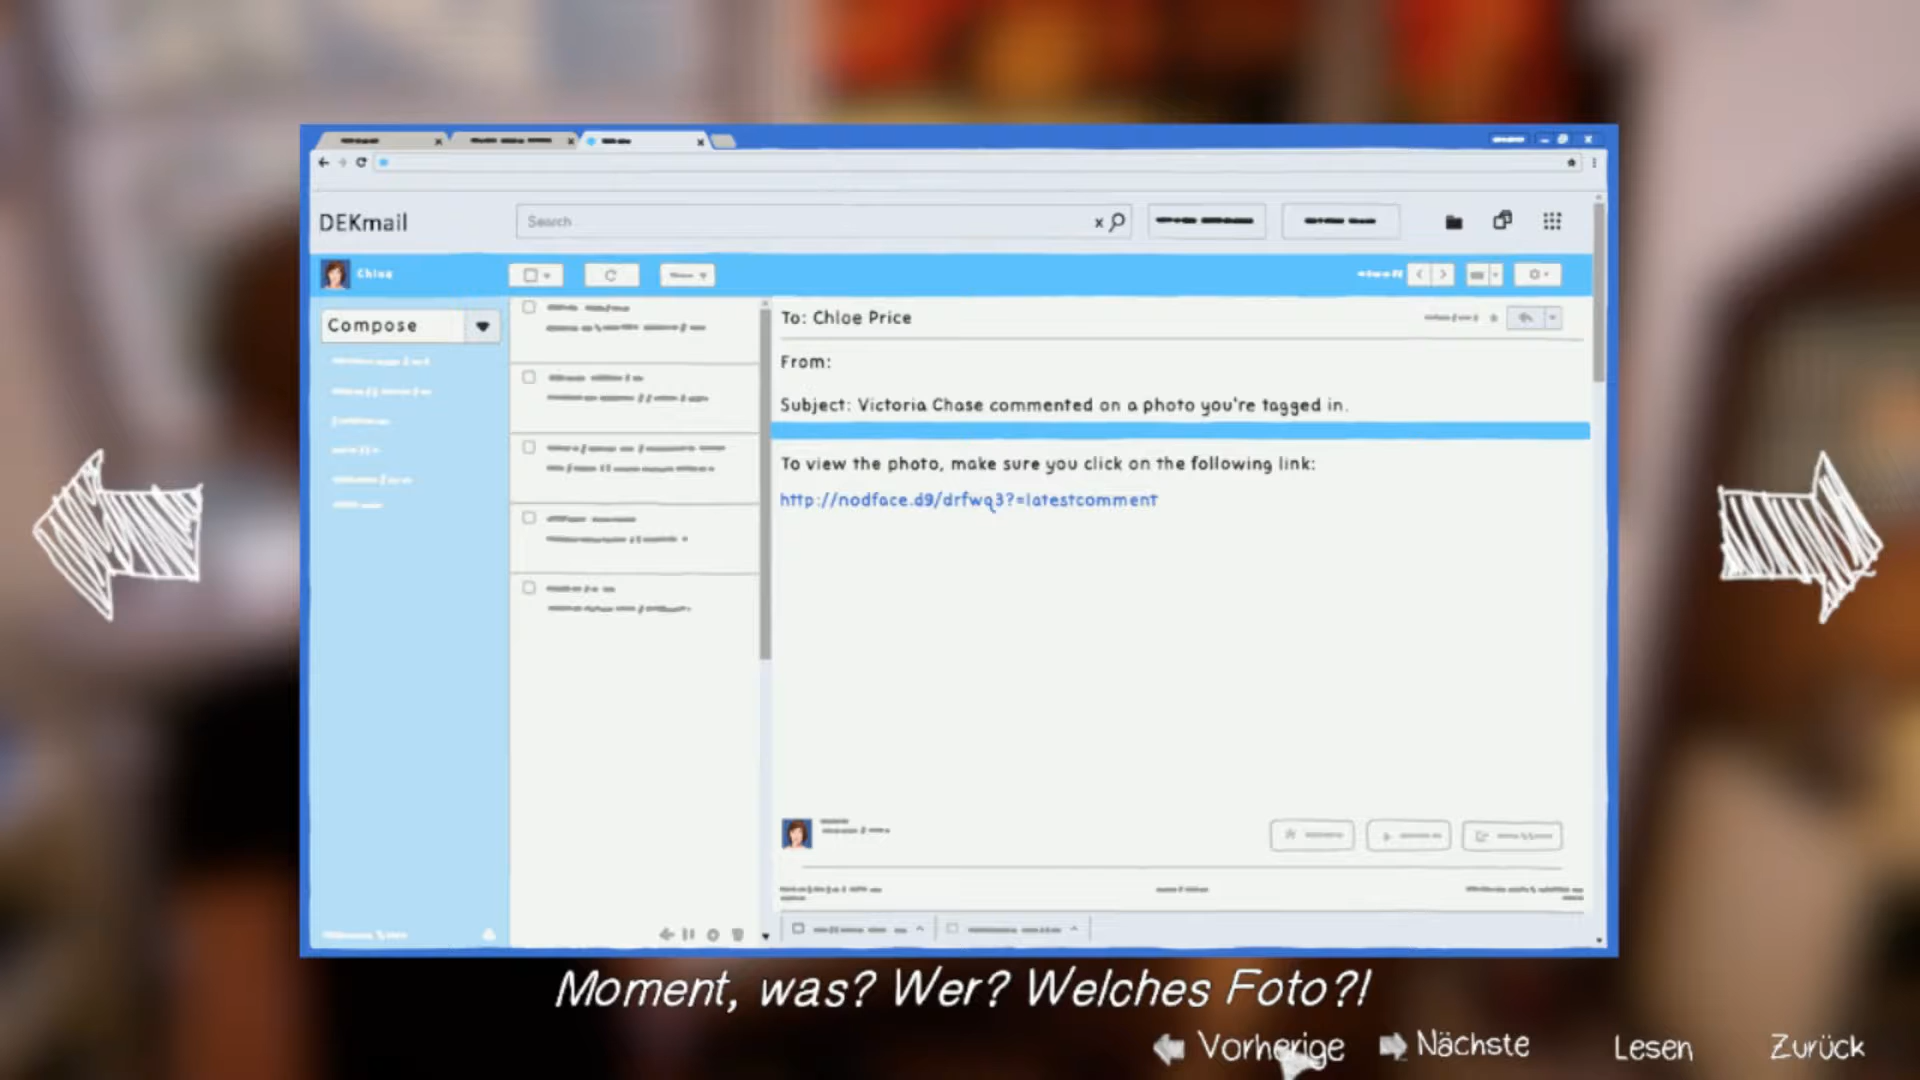 DEKmail
Search
Chloe
Compose
To: Chloe Price
From:
Subject: Victoria Chase commented on a photo you're tagged in.
To view the photo, make sure you click on the following link:
http://nodface.d9/drfwq3?=latestcomment
Moment, was? Wer? Welches Foto?!
Vorherige
Nächste
Lesen
Zurück